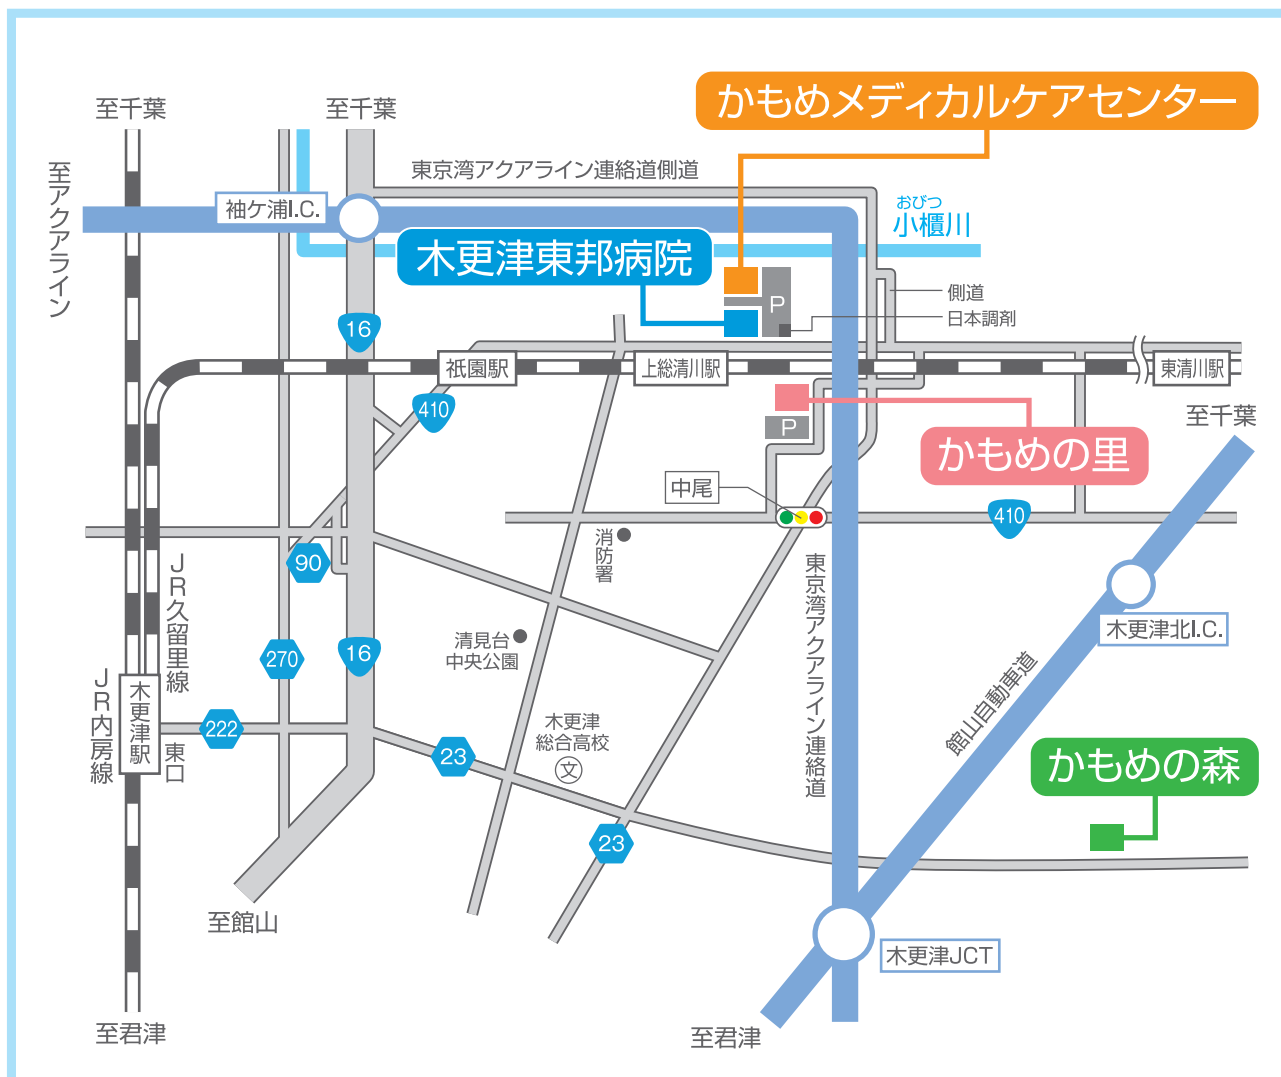 至千葉
至千葉
かもめメディカルケアセンター
至アクアライン
東京湾アクアライン連絡道側道
袖ケ浦I.C.
おびつ
小櫃川
木更津東邦病院
P
側道
日本調剤
16
祇園駅
上総清川駅
東清川駅
410
P
至千葉
かもめの里
中尾
410
消防署
90
JR久留里線
東京湾アクアライン連絡道
木更津北I.C.
清見台
中央公園
270
16
館山自動車道
JR内房線
木更津駅
東口
222
23
木更津
総合高校
文
かもめの森
23
至館山
木更津JCT
至君津
至君津